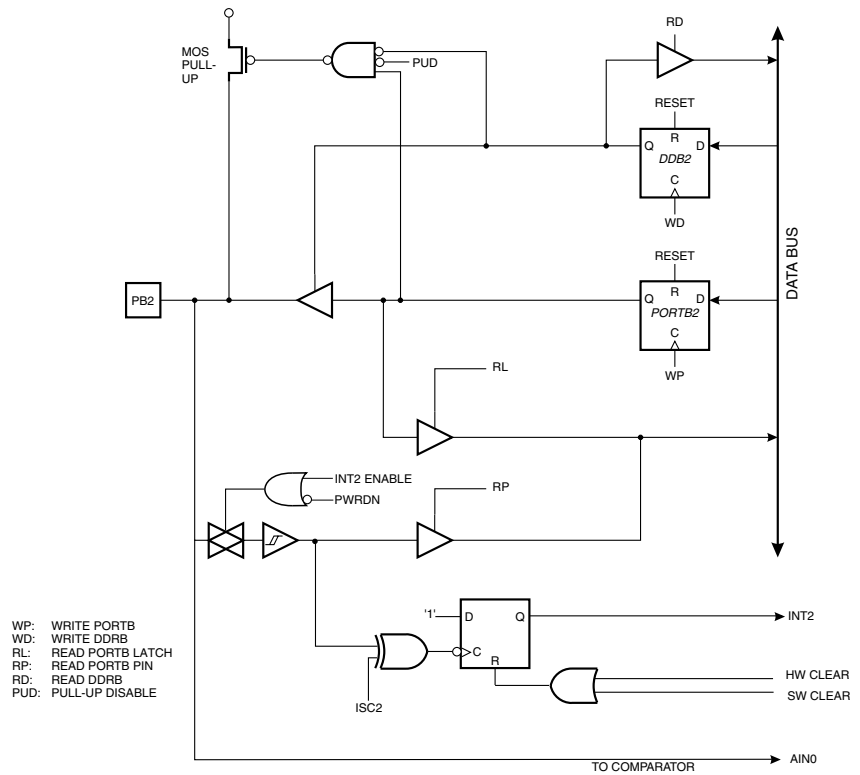 RD
MOS
PULL-
UP
PUD
RESET
R
Q
D
DDB2
C
WD
DATA BUS
RESET
R
PB2
Q
D
PORTB2
C
WP
RL
INT2 ENABLE
RP
PWRDN
'1'
D
Q
INT2
C
R
HW CLEAR
SW CLEAR
ISC2
WP: WRITE PORTB
WD: WRITE DDRB
RL: READ PORTB LATCH
RP: READ PORTB PIN
RD: READ DDRB
PUD: PULL-UP DISABLE
TO COMPARATOR
AIN0